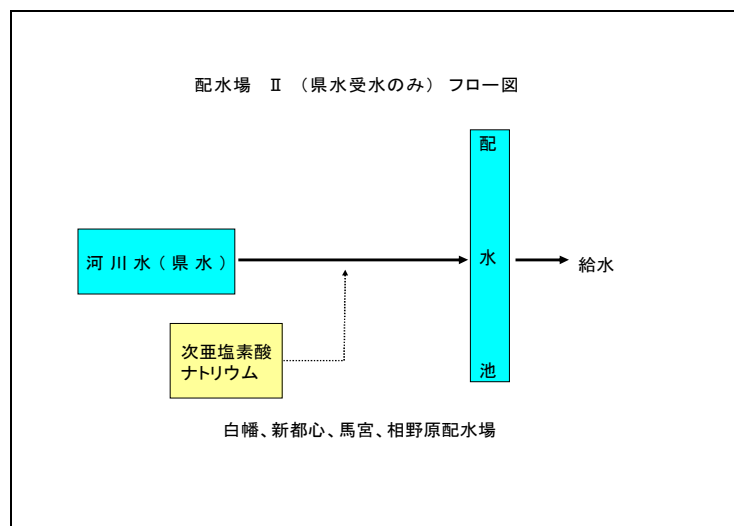 配水場　Ⅱ　（県水受水のみ）　フロー図
配
水
池
河 川 水 （ 県 水 ）
給水
次亜塩素酸
ナトリウム
白幡、新都心、馬宮、相野原配水場